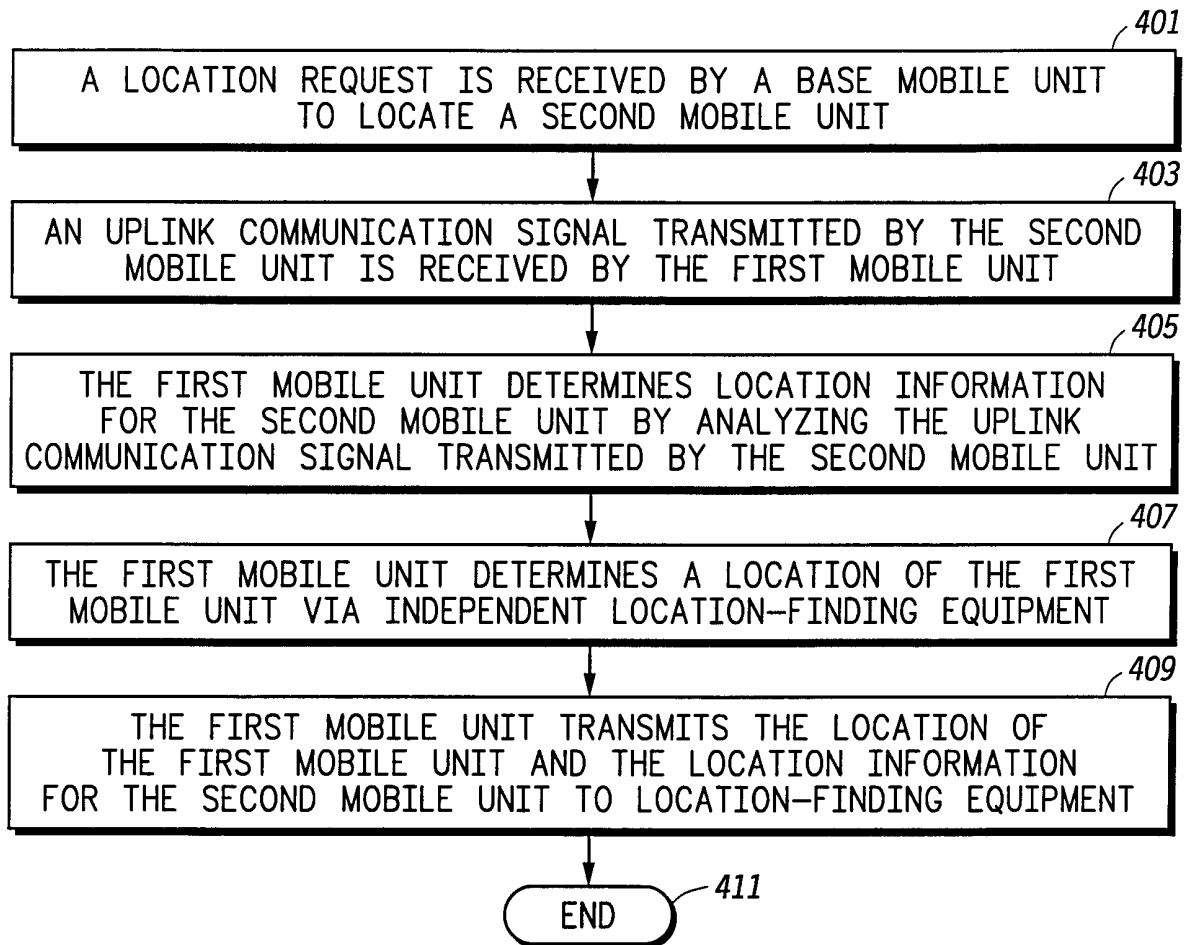 401
A LOCATION REQUEST IS RECEIVED BY A BASE MOBILE UNIT
TO LOCATE A SECOND MOBILE UNIT
403
AN UPLINK COMMUNICATION SIGNAL TRANSMITTED BY THE SECOND
MOBILE UNIT IS RECEIVED BY THE FIRST MOBILE UNIT
405
THE FIRST MOBILE UNIT DETERMINES LOCATION INFORMATION
FOR THE SECOND MOBILE UNIT BY ANALYZING THE UPLINK
COMMUNICATION SIGNAL TRANSMITTED BY THE SECOND MOBILE UNIT
407
THE FIRST MOBILE UNIT DETERMINES A LOCATION OF THE FIRST
MOBILE UNIT VIA INDEPENDENT LOCATION-FINDING EQUIPMENT
409
THE FIRST MOBILE UNIT TRANSMITS THE LOCATION OF
THE FIRST MOBILE UNIT AND THE LOCATION INFORMATION
FOR THE SECOND MOBILE UNIT TO LOCATION-FINDING EQUIPMENT
411
END